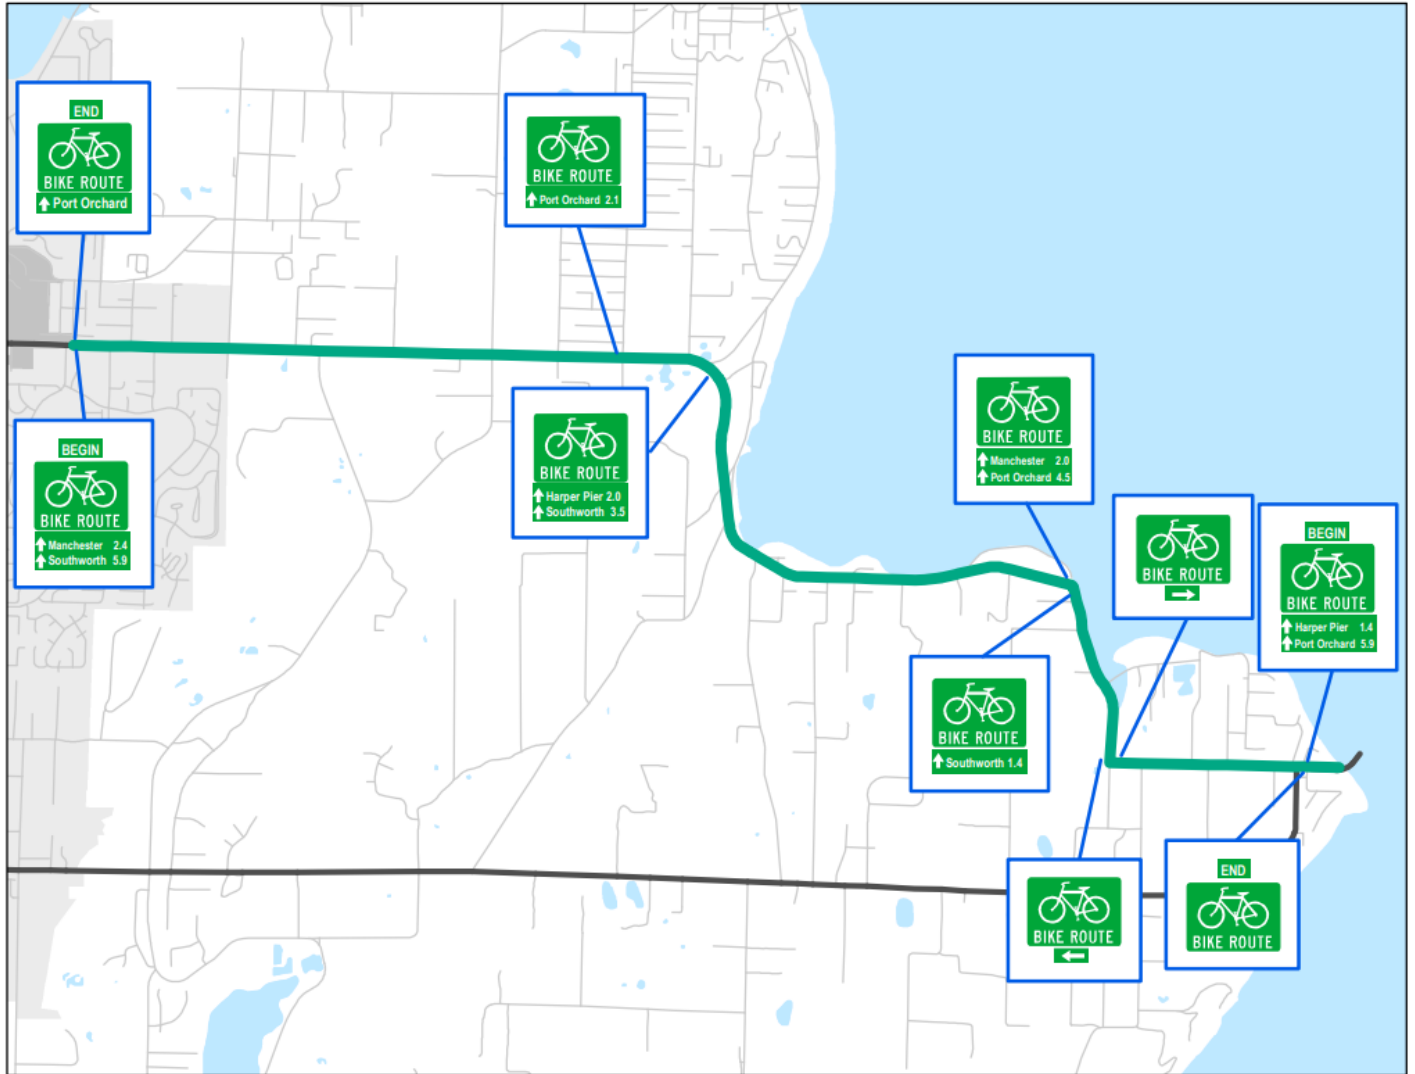 END
BIKE ROUTE
Port Orchard
BIKE ROUTE
Port Orchard 2.1
BEGIN
BIKE ROUTE
Manchester 2.4
Southworth 5.9
BIKE ROUTE
Harper Pier 2.0
Southworth 3.5
BIKE ROUTE
Manchester 2.0
Port Orchard 4.5
BIKE ROUTE
BEGIN
BIKE ROUTE
Harper Pier 1.4
Port Orchard 5.9
BIKE ROUTE
Southworth 1.4
BIKE ROUTE
END
BIKE ROUTE